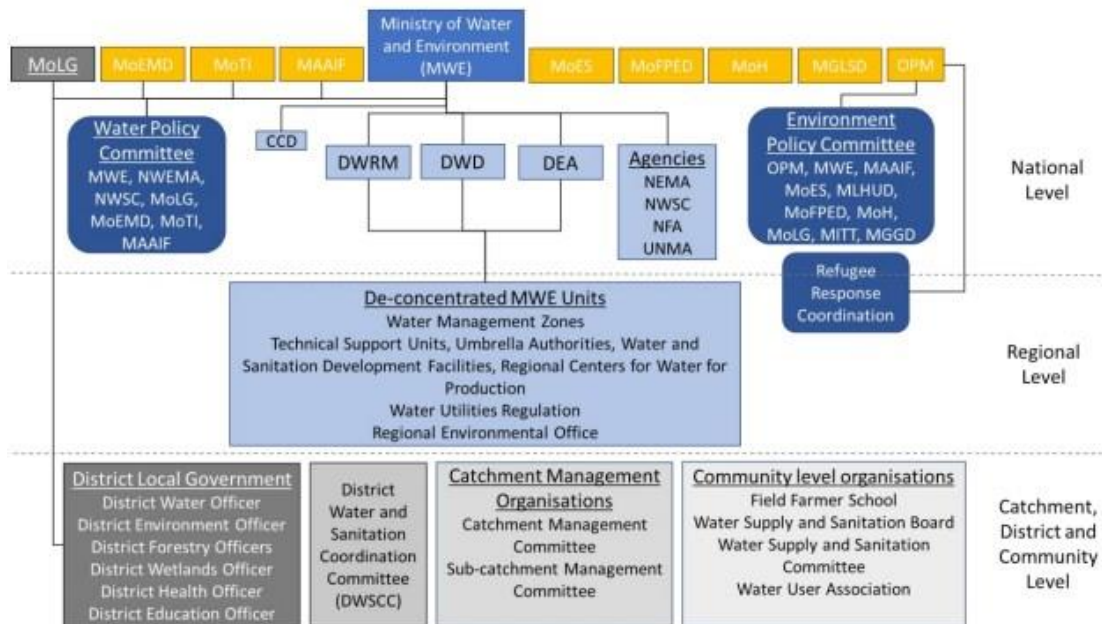 Ministry of Water
and Environment
(MWE)
MoLG
MoEMD
MoTI
MAAIF
MoES
MoFPED
MoH
MGLSD
OPM
Water Policy
Committee
MWE, NWEMA,
NWSC, MoLG,
MoEMD, MoTI,
MAAIF
CCD
DWRM
DWD
DEA
Agencies
NEMA
NWSC
NFA
UNMA
Environment
Policy Committee
OPM, MWE, MAAIF,
MoES, MLHUD,
MoFPED, MoH,
MoLG, MITT, MGGD
National
Level
Refugee
Response
Coordination
De-concentrated MWE Units
Water Management Zones
Technical Support Units, Umbrella Authorities, Water and
Sanitation Development Facilities, Regional Centers for Water for
Production
Water Utilities Regulation
Regional Environmental Office
Regional
Level
District Local Government
District Water Officer
District Environment Officer
District Forestry Officers
District Wetlands Officer
District Health Officer
District Education Officer
District
Water and
Sanitation
Coordination
Committee
(DWSCC)
Catchment Management
Organisations
Catchment Management
Committee
Sub-catchment Management
Committee
Community level organisations
Field Farmer School
Water Supply and Sanitation Board
Water Supply and Sanitation
Committee
Water User Association
Catchment,
District and
Community
Level